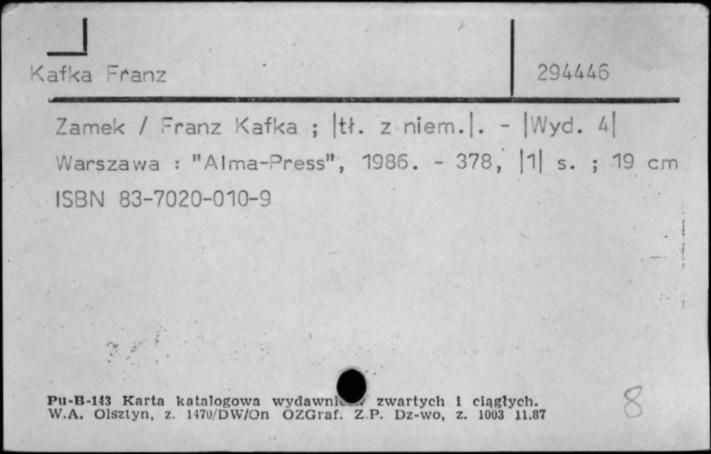 Kafka Franz 294446
Zamek / Franz Kafka ; |tł. z niem.|. - |Wyd. 4|
Warszawa : "Alma-Press", 1986. - 378, |1| s. ; 19 cm
ISBN 83-7020-010-9
Pu-B-143 Karta katalogowa zwartych i ciągłych.
W.A. Olsztyn, z. 1470/DW/On OZGraf. Z.P. Dz-wo, z. 1003 11.87
8